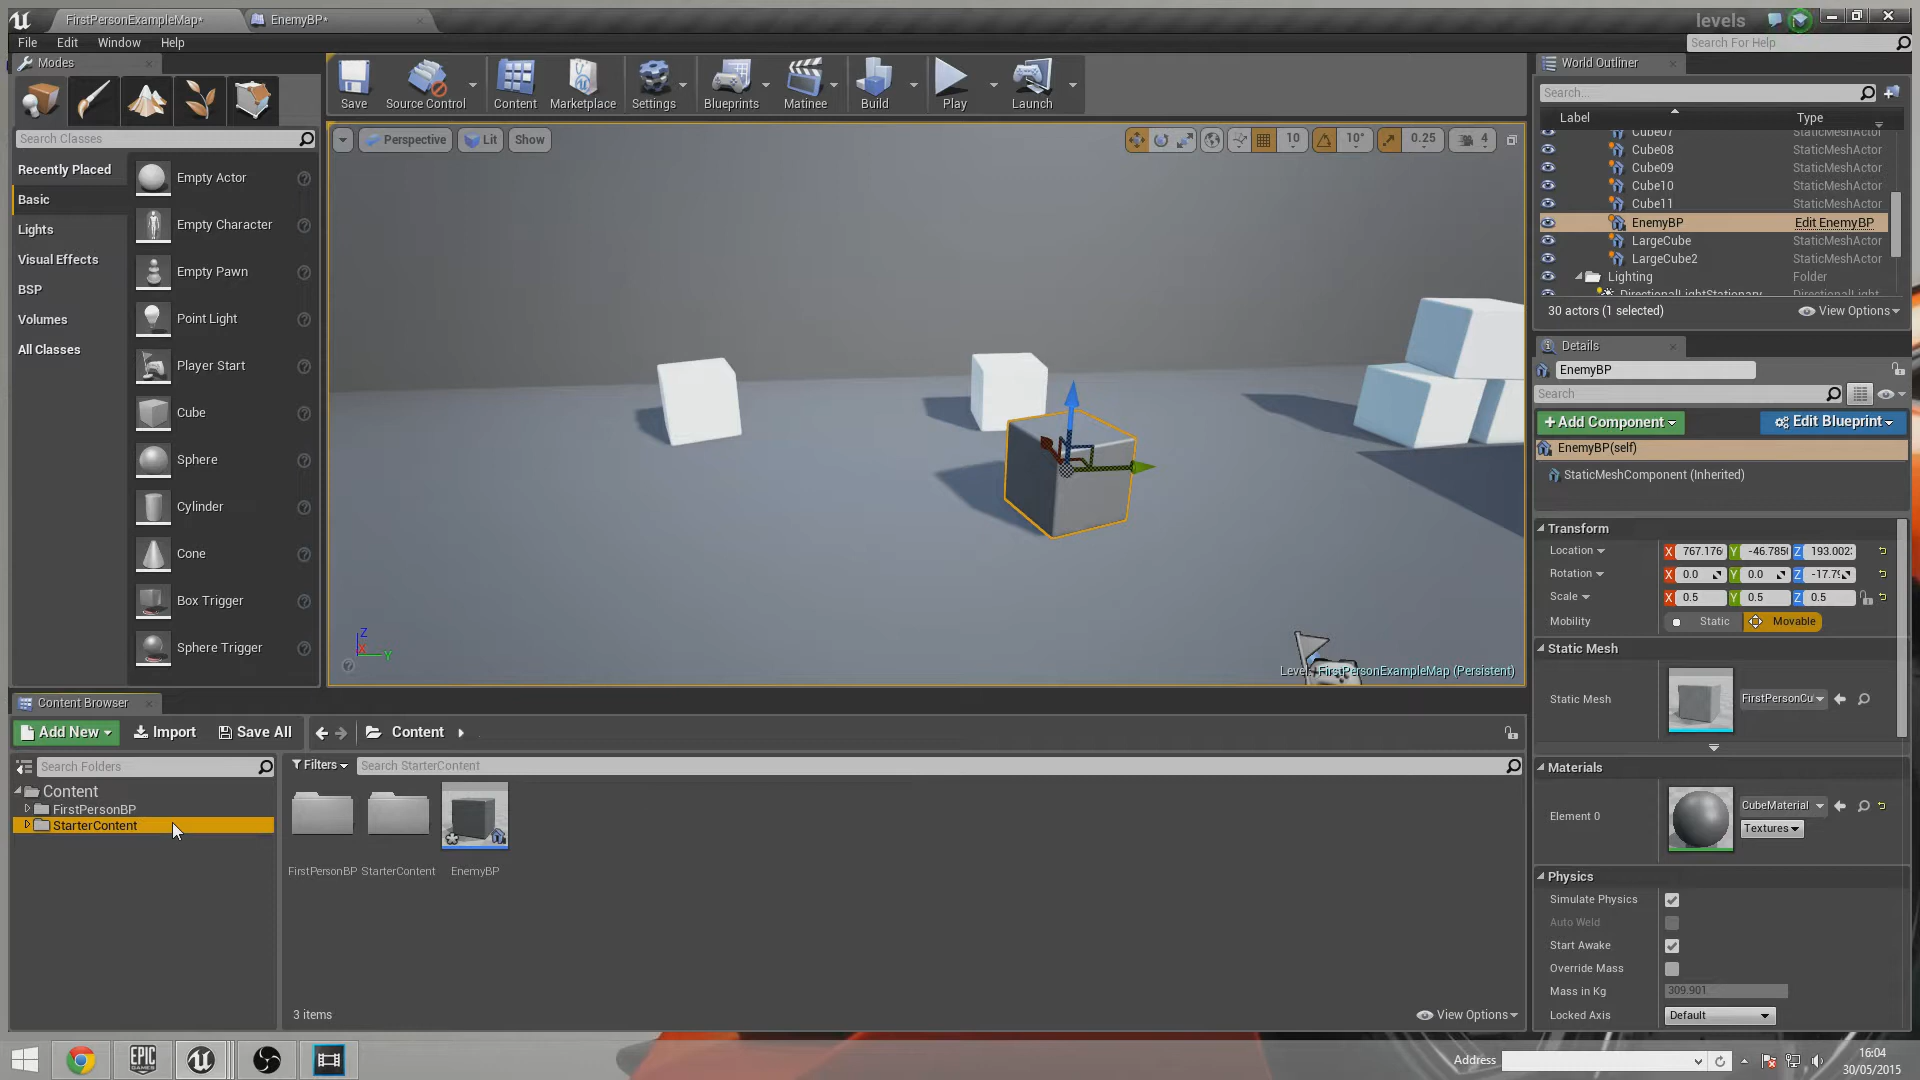 FirstPersonExampleMap*
EnemyBP*
levels
File Edit Window Help
Search For Help
Modes
Search Classes
Recently Placed
Basic
Lights
Visual Effects
BSP
Volumes
All Classes
Empty Actor
Empty Character
Empty Pawn
Point Light
Player Start
Cube
Sphere
Cylinder
Cone
Box Trigger
Sphere Trigger
Save Source Control Content Marketplace Settings Blueprints Matinee Build Play Launch
Perspective Lit Show
10 10° 0.25 4
Z
X Y
Level: FirstPersonExampleMap (Persistent)
World Outliner
Search...
Label Type
Cube07 StaticMeshActor
Cube08 StaticMeshActor
Cube09 StaticMeshActor
Cube10 StaticMeshActor
Cube11 StaticMeshActor
EnemyBP Edit EnemyBP
LargeCube StaticMeshActor
LargeCube2 StaticMeshActor
Lighting Folder
DirectionalLightStationary DirectionalLight
30 actors (1 selected) View Options
Details
EnemyBP
Search
+Add Component Edit Blueprint
EnemyBP(self)
StaticMeshComponent (Inherited)
Transform
Location X 767.176 Y -46.785 Z 193.002
Rotation X 0.0 Y 0.0 Z -17.79
Scale X 0.5 Y 0.5 Z 0.5
Mobility Static Movable
Static Mesh
Static Mesh FirstPersonCu
Materials
Element 0 CubeMaterial
Textures
Physics
Simulate Physics
Auto Weld
Start Awake
Override Mass
Mass in Kg 309.901
Locked Axis Default
Content Browser
Add New Import Save All Content
Search Folders
Content
FirstPersonBP
StarterContent
Filters Search StarterContent
FirstPersonBP StarterContent EnemyBP
3 items
View Options
EPIC
GAMES
Address
16:04
30/05/2015